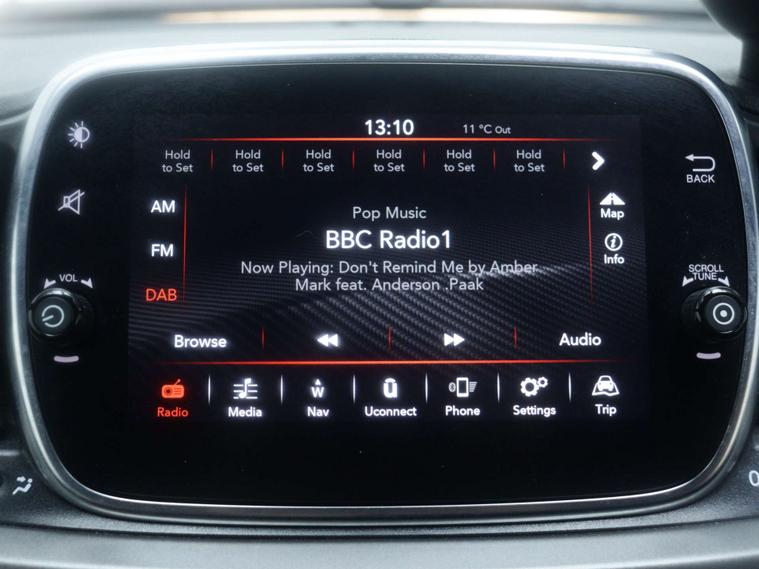 13:10 11 °C Out
Hold Hold Hold Hold Hold Hold
to Set to Set to Set to Set to Set to Set
BACK
AM
Pop Music
Map
BBC Radio1
FM
Info
Now Playing: Don't Remind Me by Amber
Mark feat. Anderson .Paak
VOL
DAB
SCROLL
TUNE
Browse
Audio
W
Radio Media Nav Uconnect Phone Settings Trip